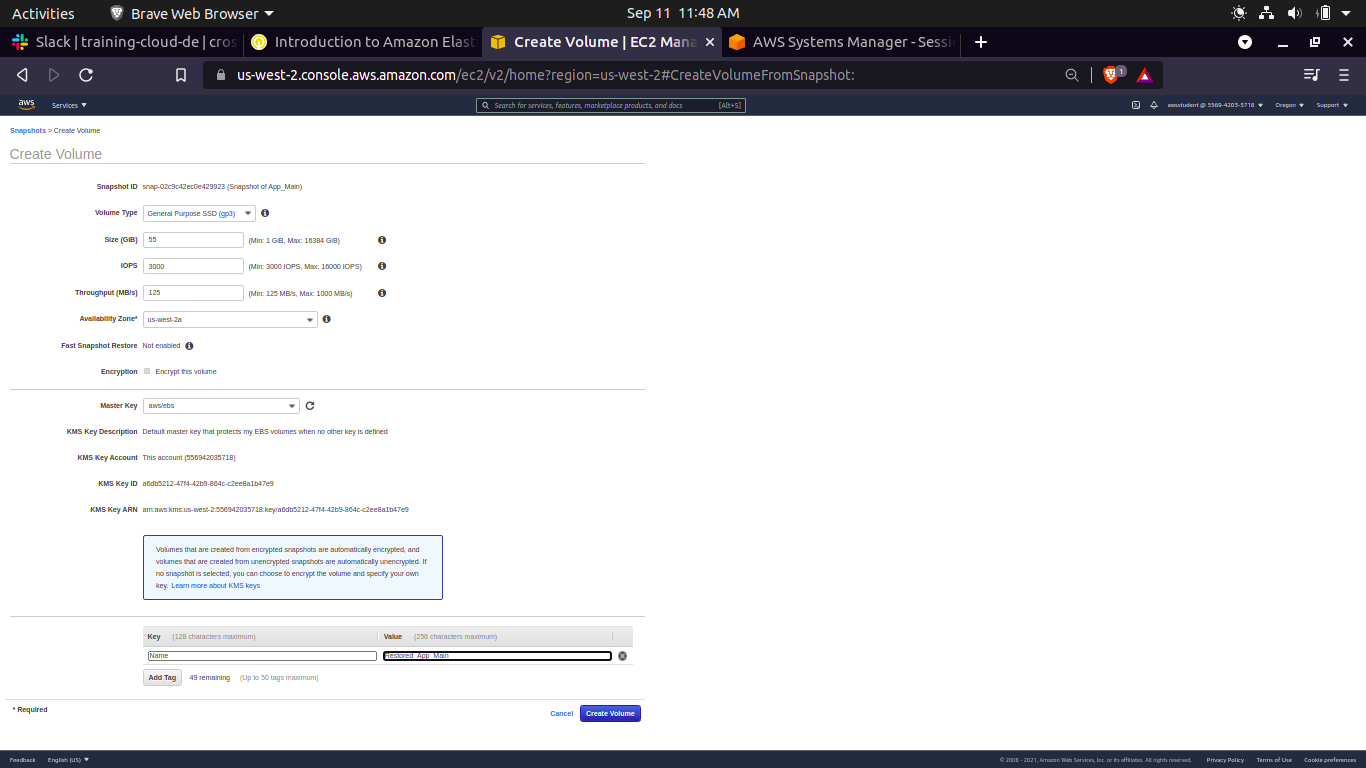 Activities
Brave Web Browser
Sep 11 11:48 AM
Slack | training-cloud-de | cros
Introduction to Amazon Elast
Create Volume | EC2 Mana
AWS Systems Manager - Sessi
us-west-2.console.aws.amazon.com/ec2/v2/home?region=us-west-2#CreateVolumeFromSnapshot:
1
aws
Services
Search for services, features, marketplace products, and docs [Alt+S]
awsstudent @ 5569-4203-5718
Oregon
Support
Snapshots > Create Volume
Create Volume
Snapshot ID snap-02c9c42ec0e429923 (Snapshot of App_Main)
Volume Type General Purpose SSD (gp3)
Size (GiB) 55 (Min: 1 GiB, Max: 16384 GiB)
IOPS 3000 (Min: 3000 IOPS, Max: 16000 IOPS)
Throughput (MB/s) 125 (Min: 125 MB/s, Max: 1000 MB/s)
Availability Zone* us-west-2a
Fast Snapshot Restore Not enabled
Encryption Encrypt this volume
Master Key aws/ebs
KMS Key Description Default master key that protects my EBS volumes when no other key is defined
KMS Key Account This account (556942035718)
KMS Key ID a6db5212-47f4-42b9-864c-c2ee8a1b47e9
KMS Key ARN arn:aws:kms:us-west-2:556942035718:key/a6db5212-47f4-42b9-864c-c2ee8a1b47e9
Volumes that are created from encrypted snapshots are automatically encrypted, and
volumes that are created from unencrypted snapshots are automatically unencrypted. If
no snapshot is selected, you can choose to encrypt the volume and specify your own
key. Learn more about KMS keys
Key (128 characters maximum) Value (256 characters maximum)
Name Restored_App_Main
Add Tag 49 remaining (Up to 50 tags maximum)
* Required
Cancel Create Volume
Feedback English (US)
© 2008 - 2021, Amazon Web Services, Inc. or its affiliates. All rights reserved. Privacy Policy Terms of Use Cookie preferences